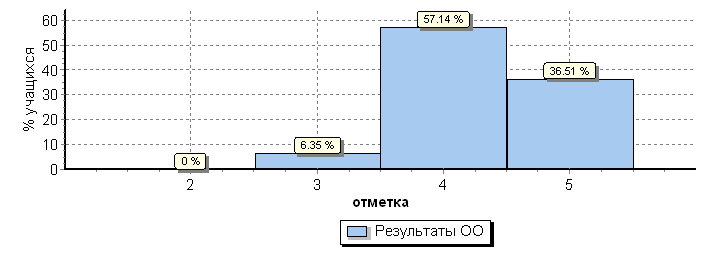 % учащихся
60
50
40
30
20
10
0
0 %
6.35 %
57.14 %
36.51 %
2 3 4 5
отметка
Результаты ОО